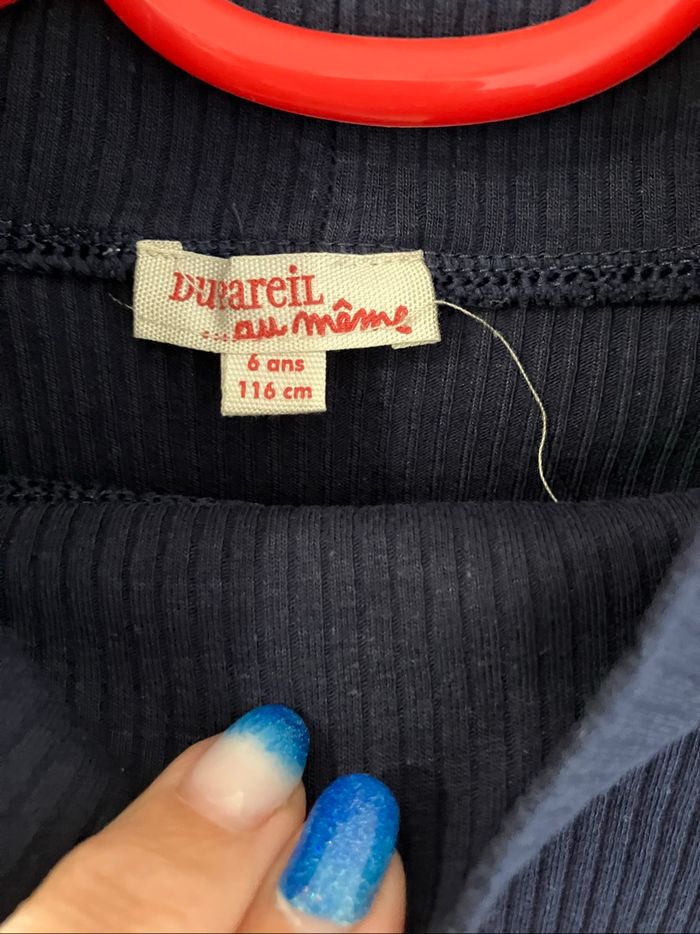 DUPAREIL
...au même
6 ans
116 cm